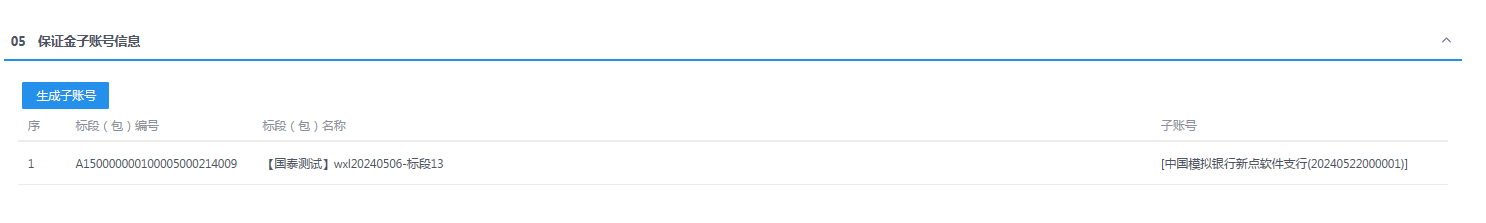 05 保证金子账号信息
生成子账号
序 标段（包）编号 标段（包）名称 子账号
1 A150000000100005000214009 【国泰测试】wxl20240506-标段13 [中国模拟银行新点软件支行(20240522000001)]